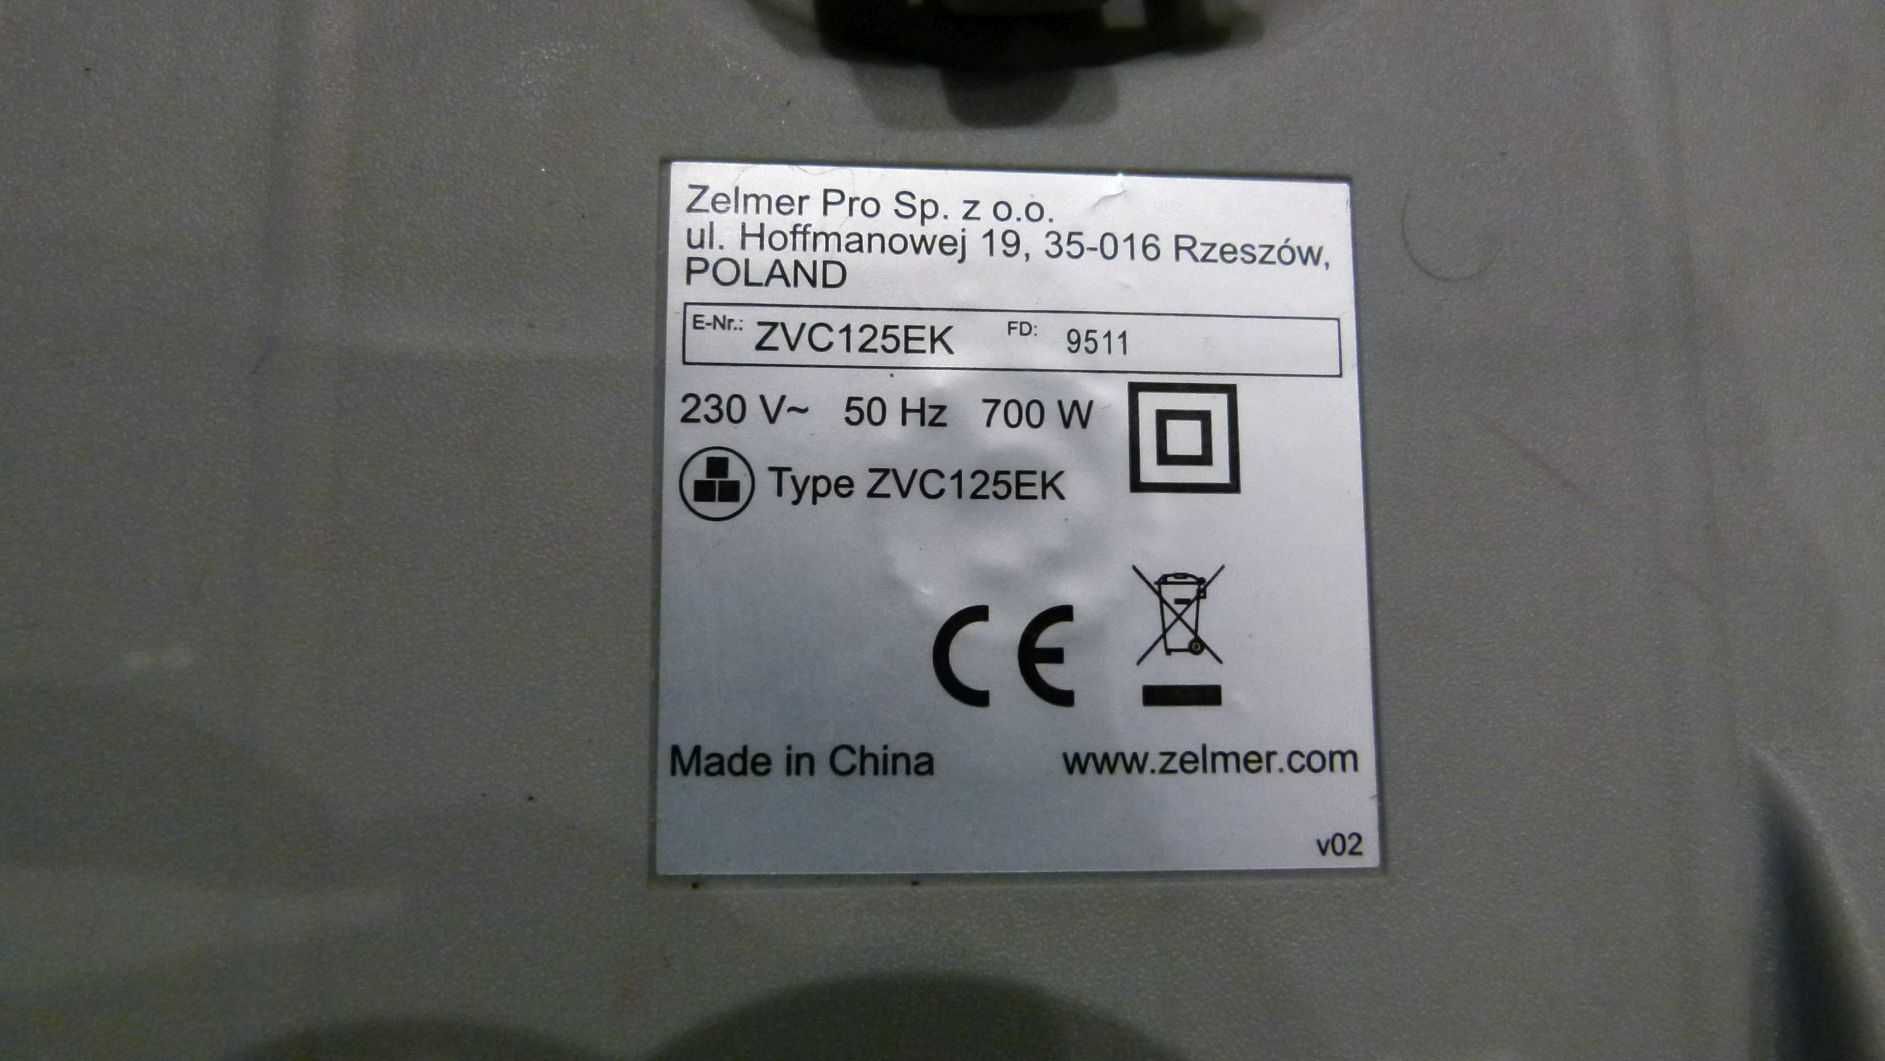 Zelmer Pro Sp. z o.o.
ul. Hoffmanowej 19, 35-016 Rzeszów,
POLAND
E-Nr.: ZVC125EK FD: 9511
230 V~ 50 Hz 700 W
Type ZVC125EK
CE
Made in China www.zelmer.com
v02